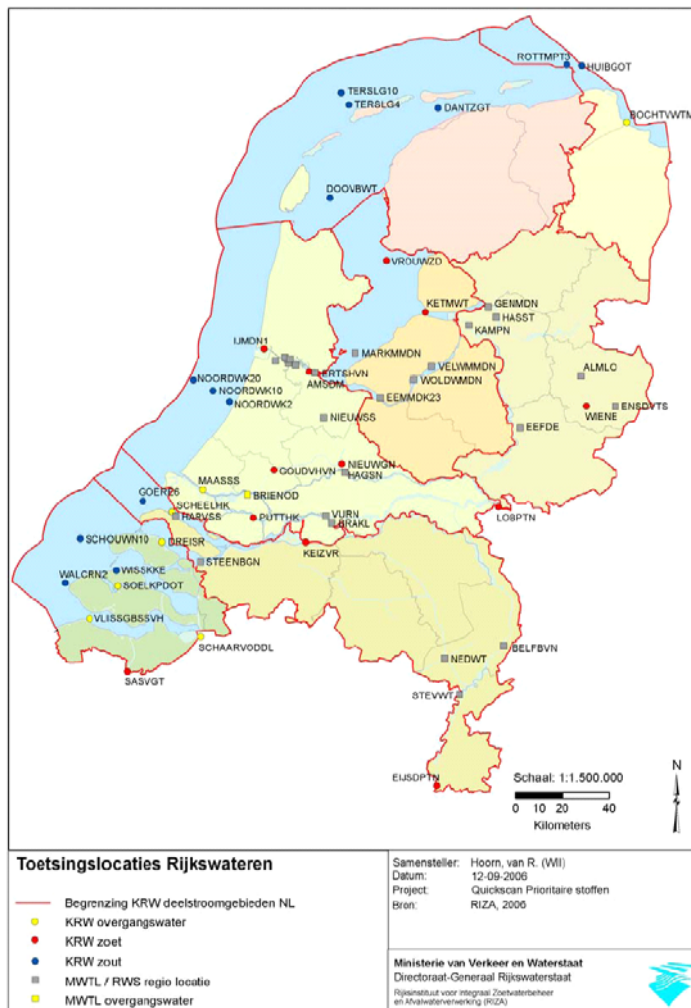 ROTTMPT3
HUIBGOT
TERSLG10
TERSLG4
DANTZGT
BOCHTVWTM
DOOVBWT
VROUWZD
KETMWT
GENMDN
HASST
KAMPN
IJMDN1
MARKMMDN
ERTSHVN
AMSDM
VELWMMDN
WOLDWMDN
ALMLO
NOORDWK20
NOORDWK10
NOORDWK2
EEMMDK23
WIENE
ENSDVTS
NIEUWSS
EEFDE
GOUDVHVN
NIEUWGN
HAGSN
MAASSS
BRIENOD
GOER26
SCHEELHK
HARVSS
PUTTHK
VURN
BRAKL
LOBPTN
SCHOUWN10
DREISR
KEIZVR
STEENBGN
WISSKKE
WALCRN2
SOELKPDOT
VLISSGBSSVH
SCHAARVODDL
BELFBVN
NEDWT
SASVGT
STEVWT
EIJSDPTN
N
Schaal: 1:1.500.000
0 10 20 40
Kilometers
Toetsingslocaties Rijkswateren
Begrenzing KRW deelstroomgebieden NL
KRW overgangswater
KRW zoet
KRW zout
MWTL / RWS regio locatie
MWTL overgangswater
Samensteller: Hoorn, van R. (WII)
Datum: 12-09-2006
Project: Quickscan Prioritaire stoffen
Bron: RIZA, 2006
Ministerie van Verkeer en Waterstaat
Directoraat-Generaal Rijkswaterstaat
Rijksinstituut voor Integraal Zoetwaterbeheer
en Afvalwaterverwerking (RIZA)